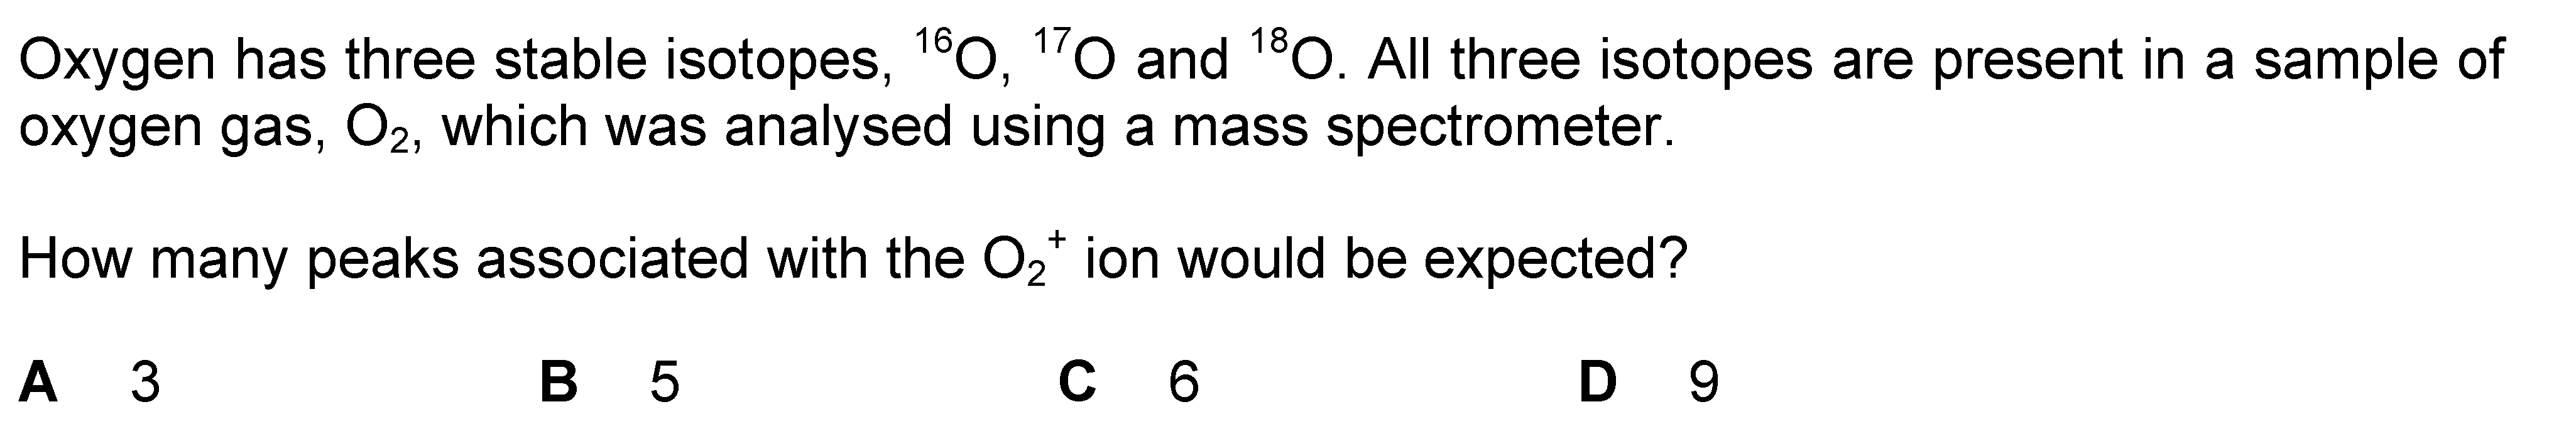 Oxygen has three stable isotopes, ¹⁶O, ¹⁷O and ¹⁸O. All three isotopes are present in a sample of
oxygen gas, O₂, which was analysed using a mass spectrometer.
How many peaks associated with the O₂⁺ ion would be expected?
A 3 B 5 C 6 D 9